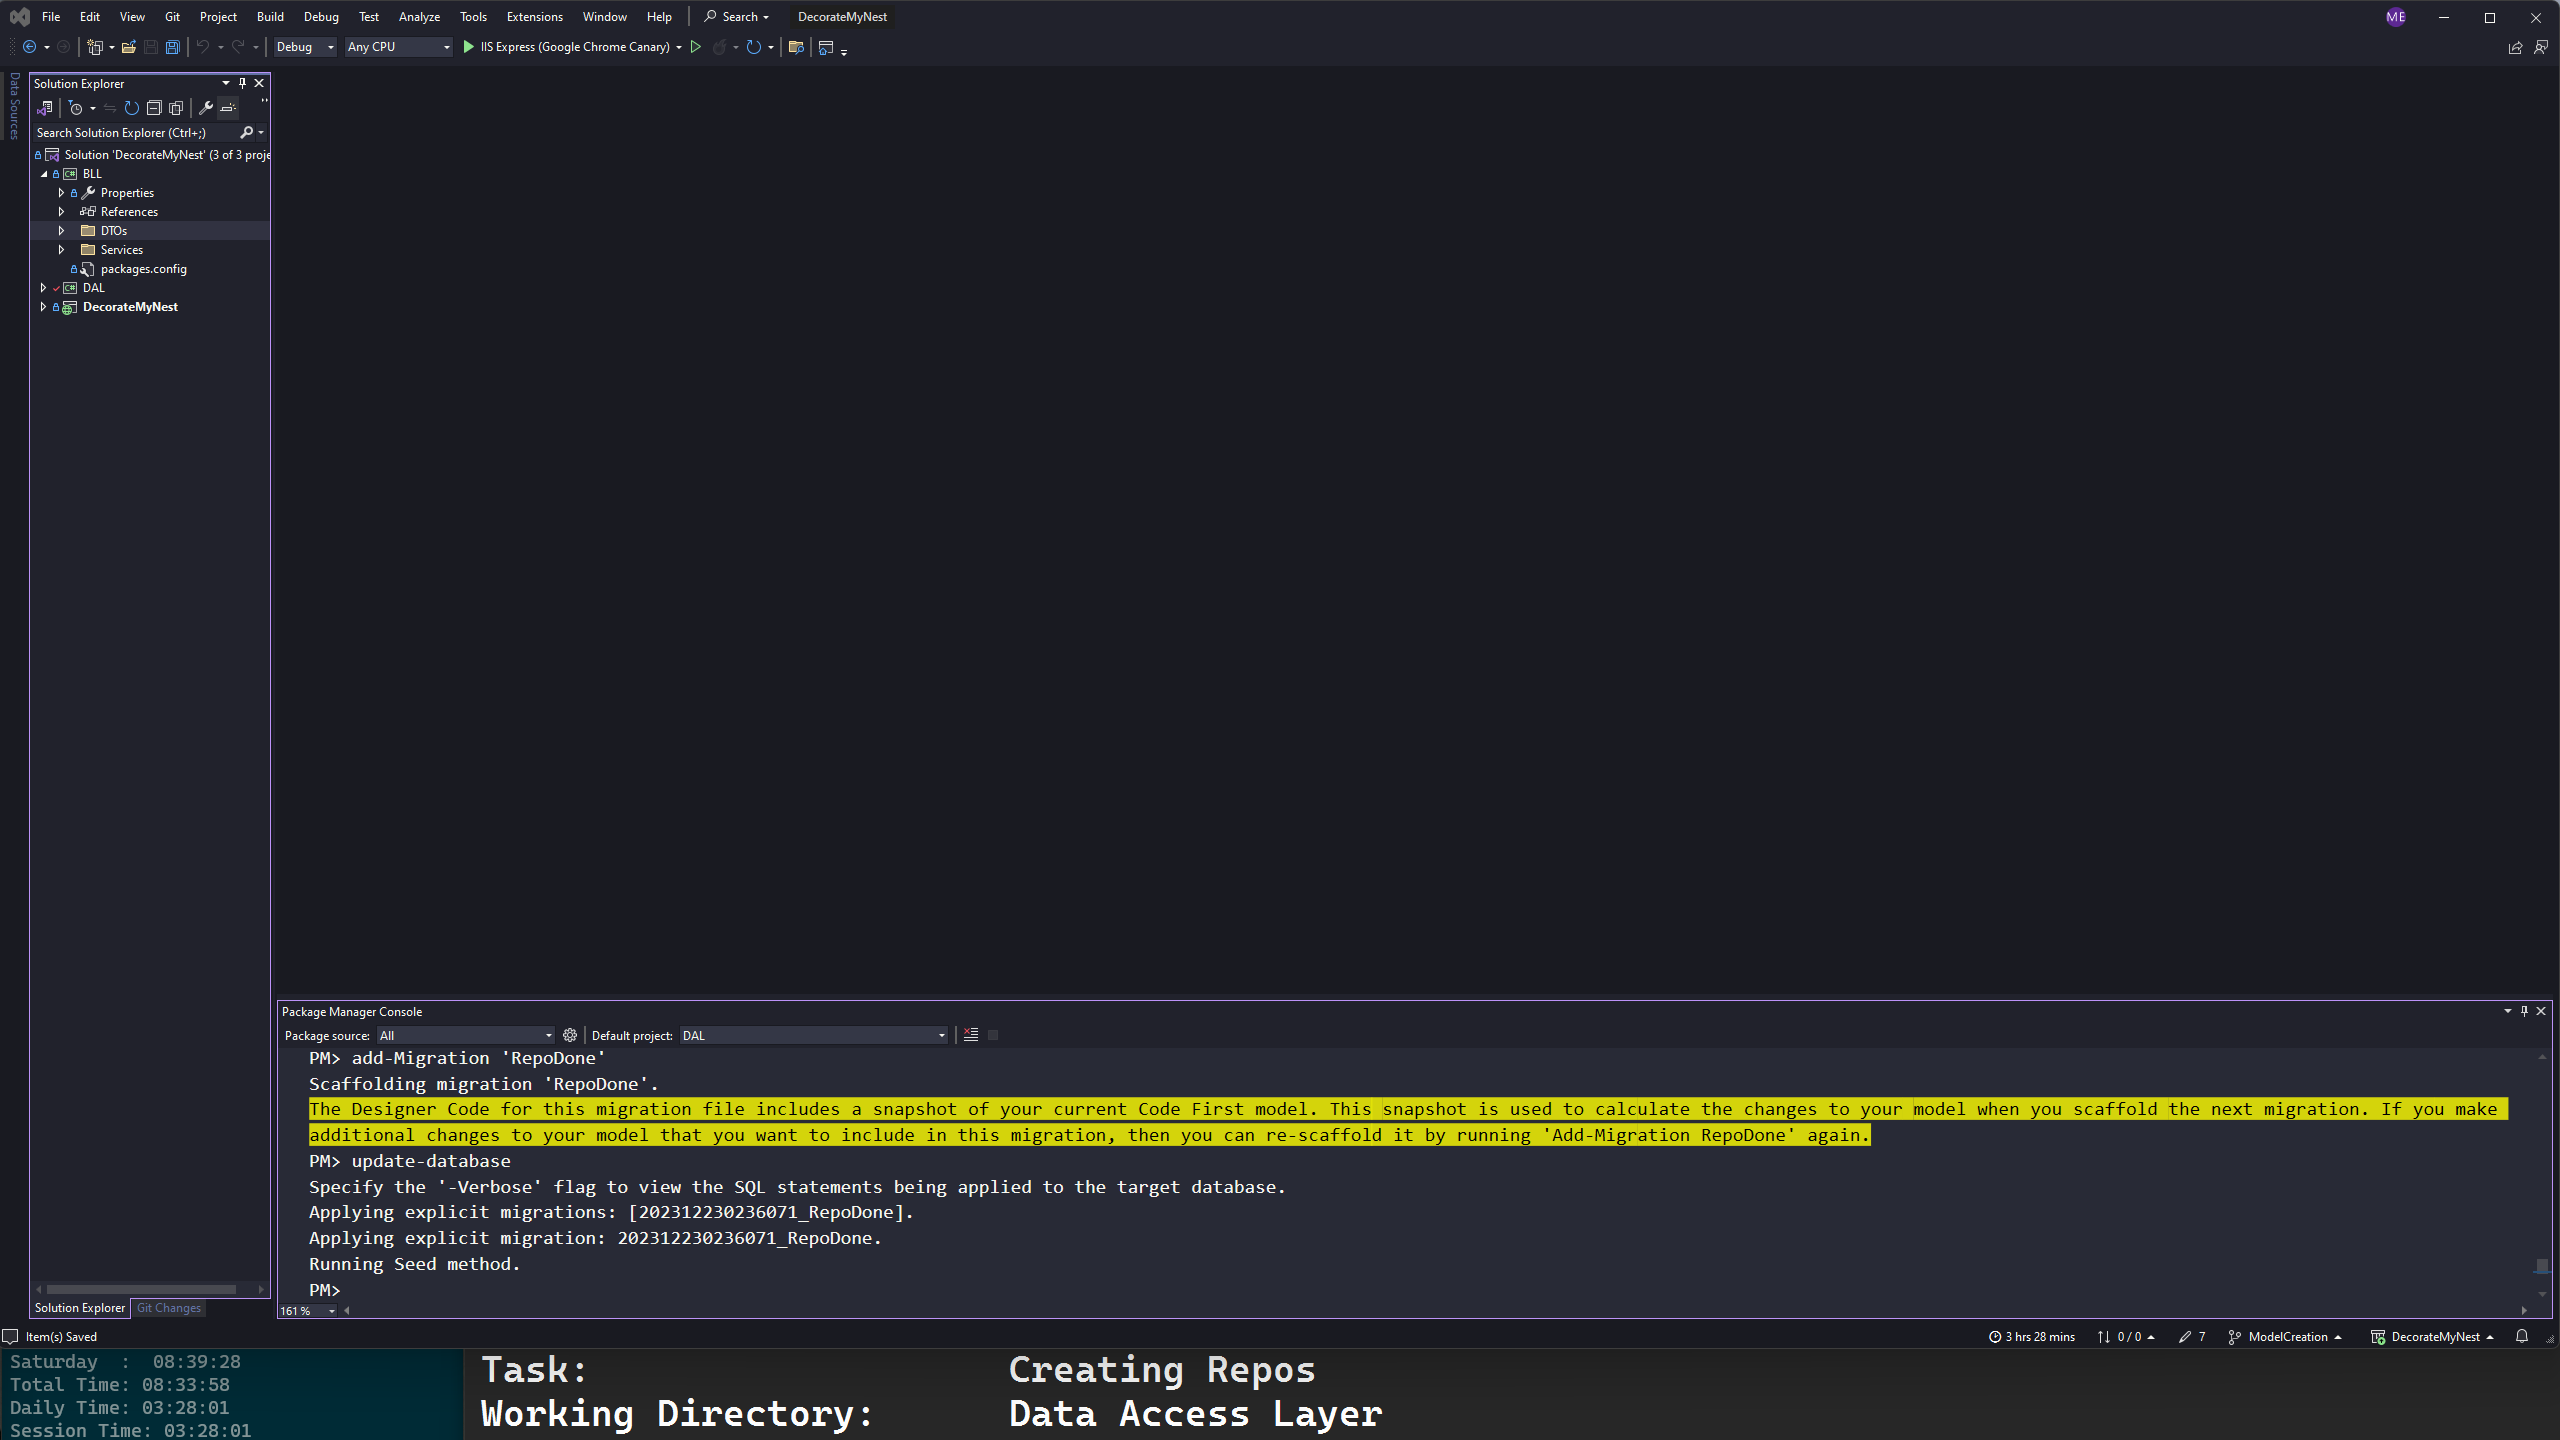 File Edit View Git Project Build Debug Test Analyze Tools Extensions Window Help Search DecorateMyNest ME
Debug Any CPU IIS Express (Google Chrome Canary)
Data Sources
Solution Explorer
Search Solution Explorer (Ctrl+;)
Solution 'DecorateMyNest' (3 of 3 proje
BLL
Properties
References
DTOs
Services
packages.config
DAL
DecorateMyNest
Package Manager Console
Package source: All Default project: DAL
PM> add-Migration 'RepoDone'
Scaffolding migration 'RepoDone'.
The Designer Code for this migration file includes a snapshot of your current Code First model. This snapshot is used to calculate the changes to your model when you scaffold the next migration. If you make
additional changes to your model that you want to include in this migration, then you can re-scaffold it by running 'Add-Migration RepoDone' again.
PM> update-database
Specify the '-Verbose' flag to view the SQL statements being applied to the target database.
Applying explicit migrations: [202312230236071_RepoDone].
Applying explicit migration: 202312230236071_RepoDone.
Running Seed method.
PM>
161 %
Solution Explorer Git Changes
Item(s) Saved 3 hrs 28 mins 0 / 0 7 ModelCreation DecorateMyNest
Saturday : 08:39:28
Total Time: 08:33:58
Daily Time: 03:28:01
Session Time: 03:28:01
Task: Creating Repos
Working Directory: Data Access Layer